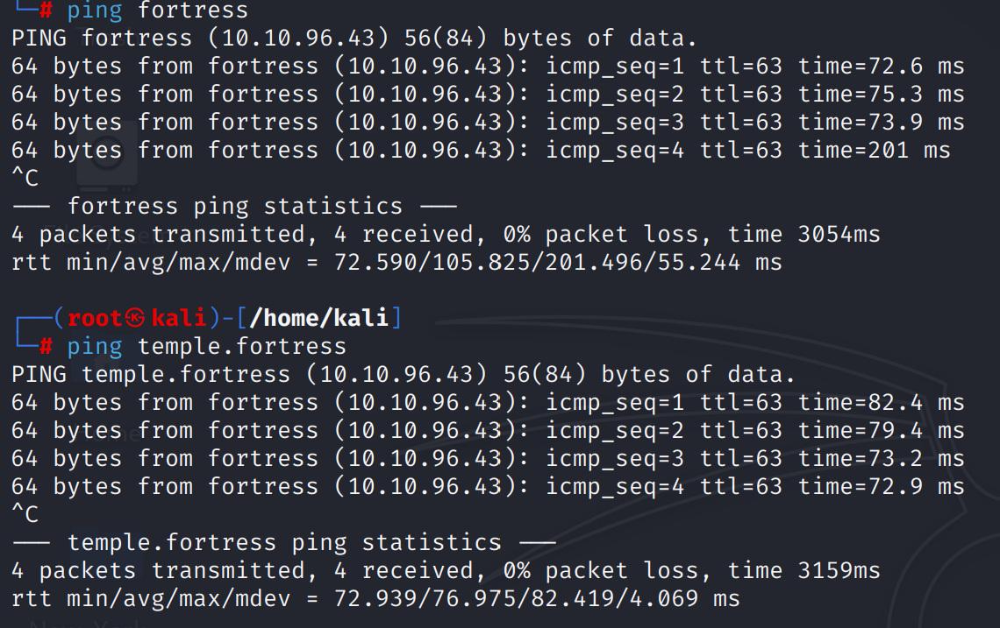 └─# ping fortress
PING fortress (10.10.96.43) 56(84) bytes of data.
64 bytes from fortress (10.10.96.43): icmp_seq=1 ttl=63 time=72.6 ms
64 bytes from fortress (10.10.96.43): icmp_seq=2 ttl=63 time=75.3 ms
64 bytes from fortress (10.10.96.43): icmp_seq=3 ttl=63 time=73.9 ms
64 bytes from fortress (10.10.96.43): icmp_seq=4 ttl=63 time=201 ms
^C
--- fortress ping statistics ---
4 packets transmitted, 4 received, 0% packet loss, time 3054ms
rtt min/avg/max/mdev = 72.590/105.825/201.496/55.244 ms
┌──(root㉿kali)-[/home/kali]
└─# ping temple.fortress
PING temple.fortress (10.10.96.43) 56(84) bytes of data.
64 bytes from fortress (10.10.96.43): icmp_seq=1 ttl=63 time=82.4 ms
64 bytes from fortress (10.10.96.43): icmp_seq=2 ttl=63 time=79.4 ms
64 bytes from fortress (10.10.96.43): icmp_seq=3 ttl=63 time=73.2 ms
64 bytes from fortress (10.10.96.43): icmp_seq=4 ttl=63 time=72.9 ms
^C
--- temple.fortress ping statistics ---
4 packets transmitted, 4 received, 0% packet loss, time 3159ms
rtt min/avg/max/mdev = 72.939/76.975/82.419/4.069 ms